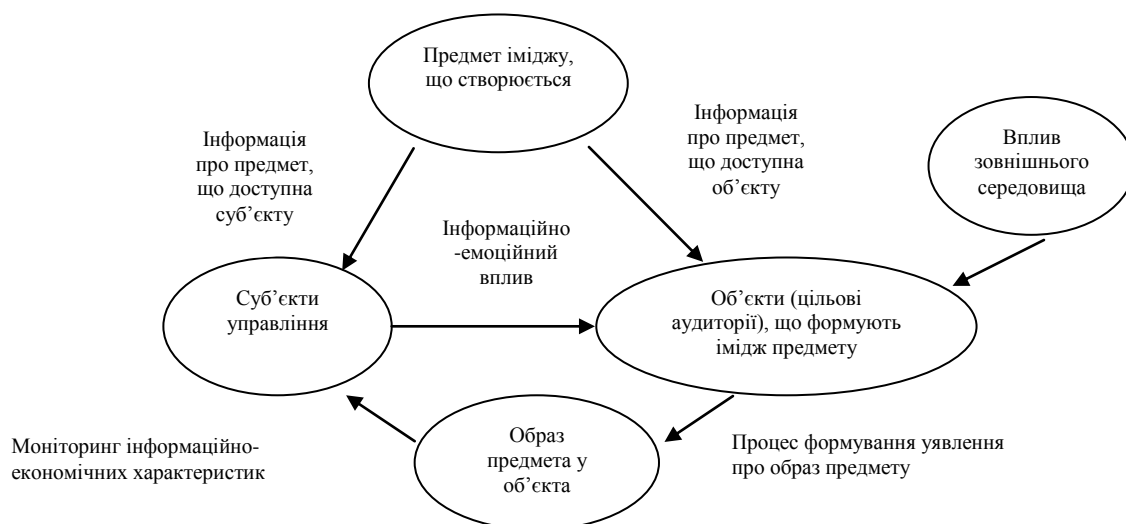 Предмет іміджу,
що створюється
Інформація
про предмет,
що доступна
суб’єкту
Інформація
про предмет,
що доступна
об’єкту
Вплив
зовнішнього
середовища
Інформаційно
-емоційний
вплив
Суб’єкти
управління
Об’єкти (цільові
аудиторії), що формують
імідж предмету
Моніторинг інформаційно-
економічних характеристик
Образ
предмета у
об’єкта
Процес формування уявлення
про образ предмету